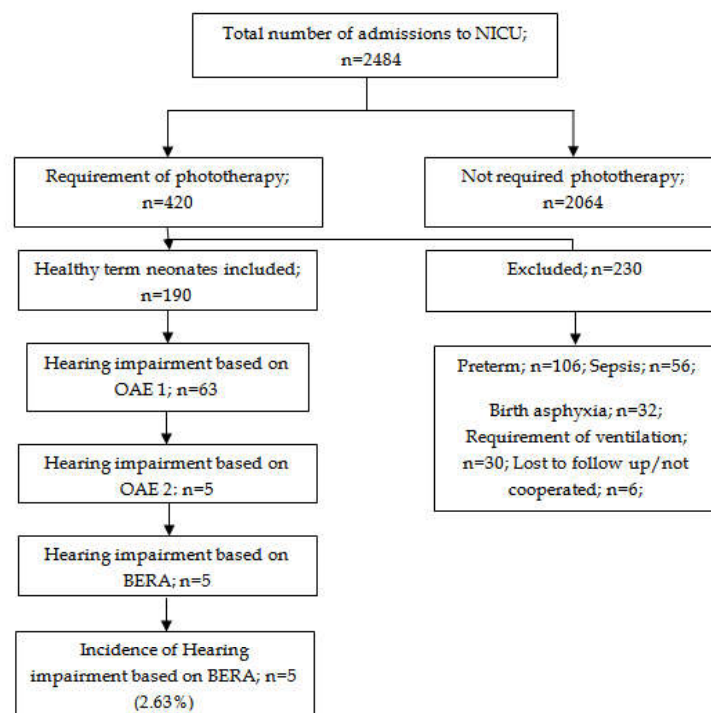 Total number of admissions to NICU;
n=2484
Requirement of phototherapy;
n=420
Not required phototherapy;
n=2064
Healthy term neonates included;
n=190
Excluded; n=230
Hearing impairment based on
OAE 1; n=63
Preterm; n=106; Sepsis; n=56;
Birth asphyxia; n=32;
Requirement of ventilation;
n=30; Lost to follow up/not
cooperated; n=6;
Hearing impairment based on
OAE 2: n=5
Hearing impairment based on
BERA; n=5
Incidence of Hearing
impairment based on BERA; n=5
(2.63%)